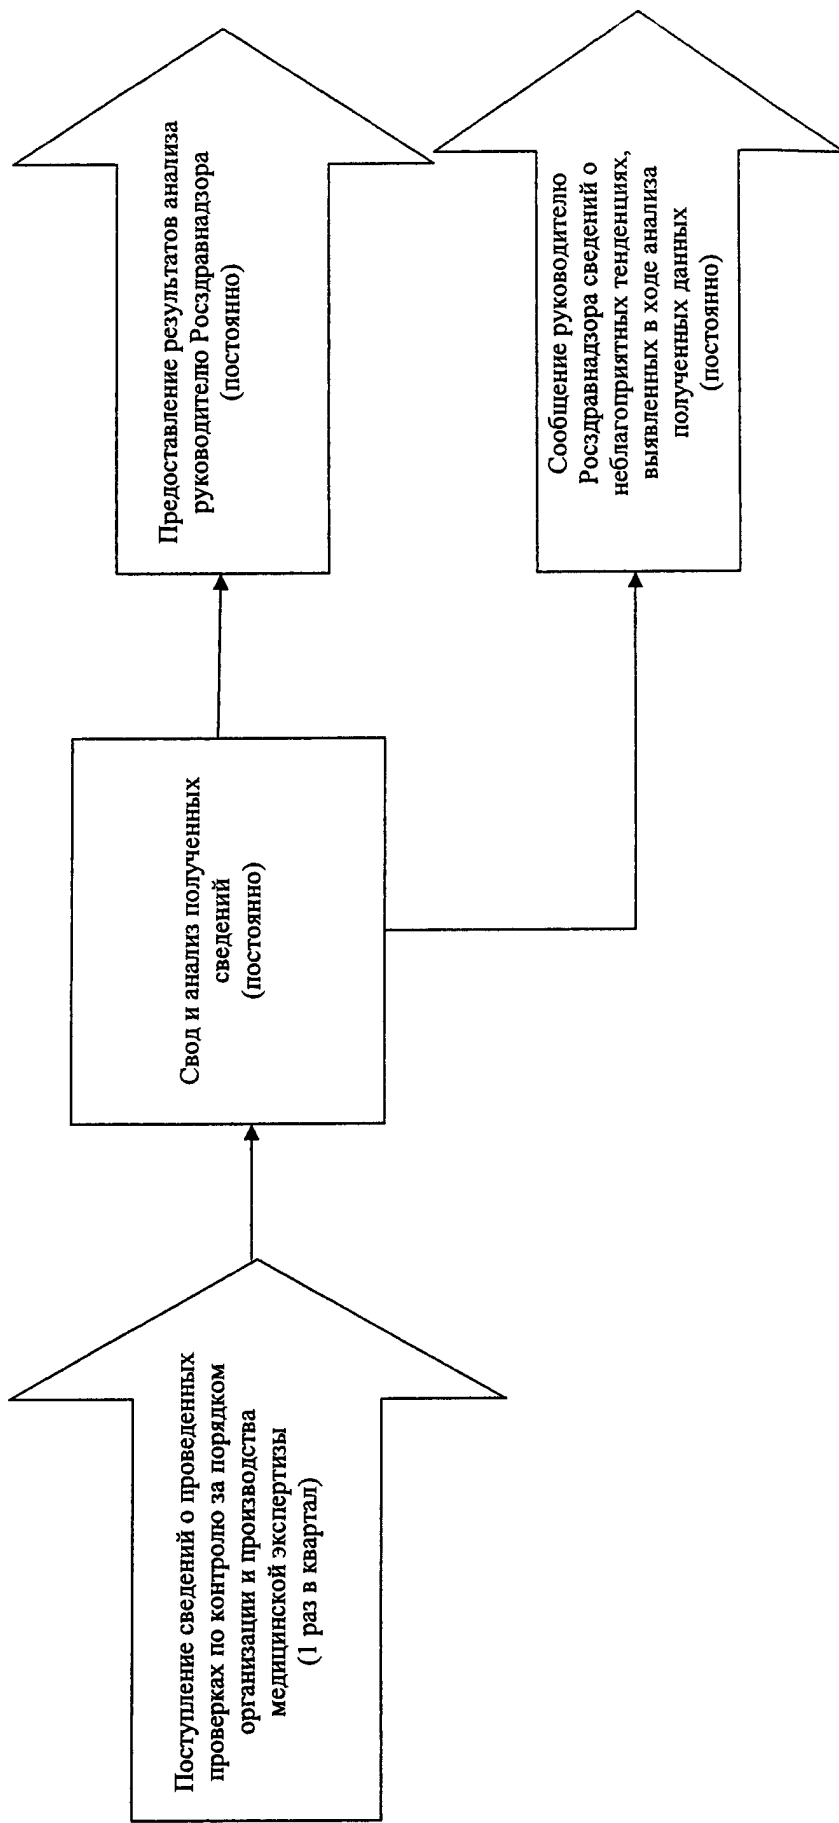 Поступление сведений о проведенных
проверках по контролю за порядком
организации и производства
медицинской экспертизы
(1 раз в квартал)
Свод и анализ полученных
сведений
(постоянно)
Предоставление результатов анализа
руководителю Росздравнадзора
(постоянно)
Сообщение руководителю
Росздравнадзора сведений о
неблагоприятных тенденциях,
выявленных в ходе анализа
полученных данных
(постоянно)